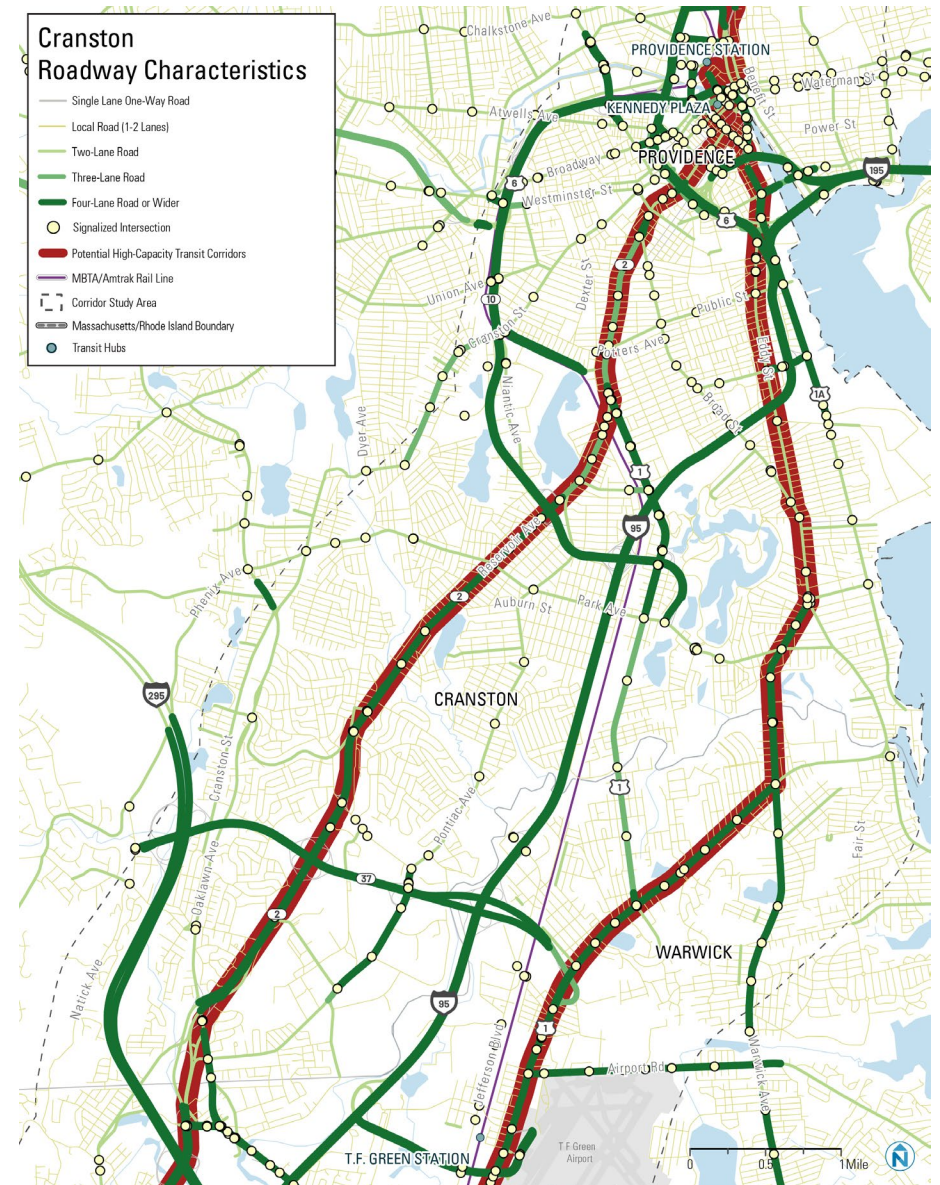 Cranston
Roadway Characteristics
Single Lane One-Way Road
Local Road (1-2 Lanes)
Two-Lane Road
Three-Lane Road
Four-Lane Road or Wider
Signalized Intersection
Potential High-Capacity Transit Corridors
MBTA/Amtrak Rail Line
Corridor Study Area
Massachusetts/Rhode Island Boundary
Transit Hubs
Chalkstone Ave
PROVIDENCE STATION
Benefit St
Waterman St
KENNEDY PLAZA
Atwells Ave
Power St
Broadway
PROVIDENCE
195
6
Westminster St
6
2
Dexter St
Union Ave
10
Public St
Cranston St
Potters Ave
Eddy St
Niantic Ave
1A
Broad St
Dyer Ave
1
95
Reservoir Ave
Phenix Ave
2
Auburn St
Park Ave
295
CRANSTON
Cranston St
1
Pontiac Ave
Fair St
37
Oaklawn Ave
2
WARWICK
Natick Ave
95
1
Jefferson Blvd
Airport Rd
Warwick Ave
T.F. GREEN STATION
T.F. Green
Airport
0
0.5
1 Mile
N